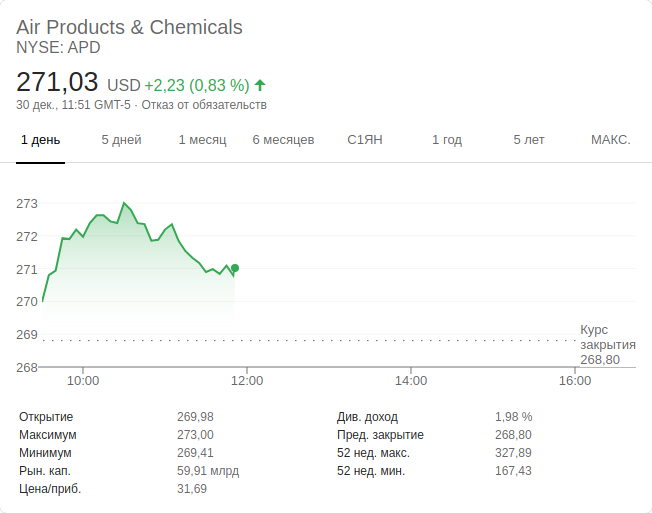 Air Products & Chemicals
NYSE: APD
271,03 USD +2,23 (0,83 %)
30 дек., 11:51 GMT-5 · Отказ от обязательств
1 день 5 дней 1 месяц 6 месяцев С1ЯН 1 год 5 лет МАКС.
273
272
271
270
269
Курс
закрытия
268,80
268
10:00 12:00 14:00 16:00
Открытие 269,98 Див. доход 1,98 %
Максимум 273,00 Пред. закрытие 268,80
Минимум 269,41 52 нед. макс. 327,89
Рын. кап. 59,91 млрд 52 нед. мин. 167,43
Цена/приб. 31,69